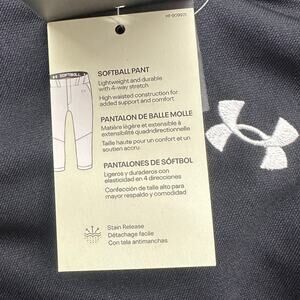 SOFTBALL
SOFTBALL PANT
Lightweight and durable
with 4-way stretch
High waisted construction for
added support and comfort
PANTALON DE BALLE MOLLE
Matière légère et extensible à
extensibilité quadridirectionnelle
Taille haute pour un confort et un
soutien accru
PANTALONES DE SÓFTBOL
Ligeros y duraderos con
elasticidad en 4 direcciones
Confección de talla alto para
mayor respaldo y comodidad
Stain Release
Détachage facile
Con tela antimanchas